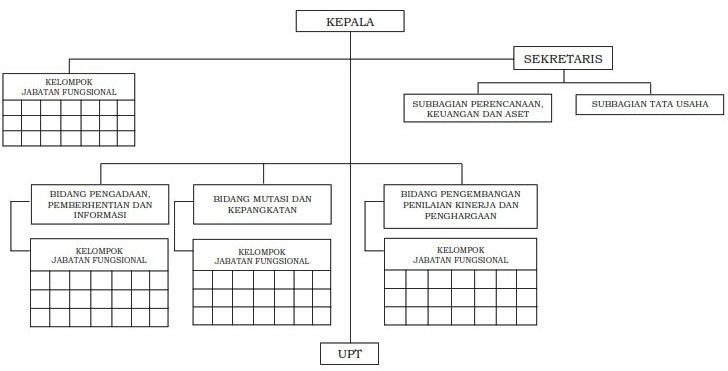 KEPALA
SEKRETARIS
KELOMPOK
JABATAN FUNGSIONAL
SUBBAGIAN PERENCANAAN,
KEUANGAN DAN ASET
SUBBAGIAN TATA USAHA
BIDANG PENGADAAN,
PEMBERHENTIAN DAN
INFORMASI
BIDANG MUTASI DAN
KEPANGKATAN
BIDANG PENGEMBANGAN
PENILAIAN KINERJA DAN
PENGHARGAAN
KELOMPOK
JABATAN FUNGSIONAL
KELOMPOK
JABATAN FUNGSIONAL
KELOMPOK
JABATAN FUNGSIONAL
UPT